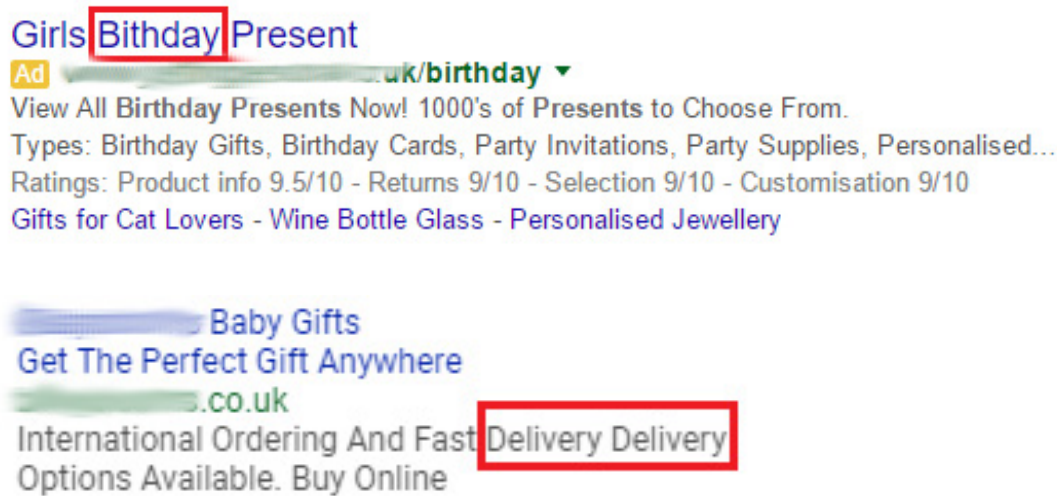 Girls Bithday Present
Ad uk/birthday
View All Birthday Presents Now! 1000's of Presents to Choose From.
Types: Birthday Gifts, Birthday Cards, Party Invitations, Party Supplies, Personalised...
Ratings: Product info 9.5/10 - Returns 9/10 - Selection 9/10 - Customisation 9/10
Gifts for Cat Lovers - Wine Bottle Glass - Personalised Jewellery
Baby Gifts
Get The Perfect Gift Anywhere
.co.uk
International Ordering And Fast Delivery Delivery
Options Available. Buy Online